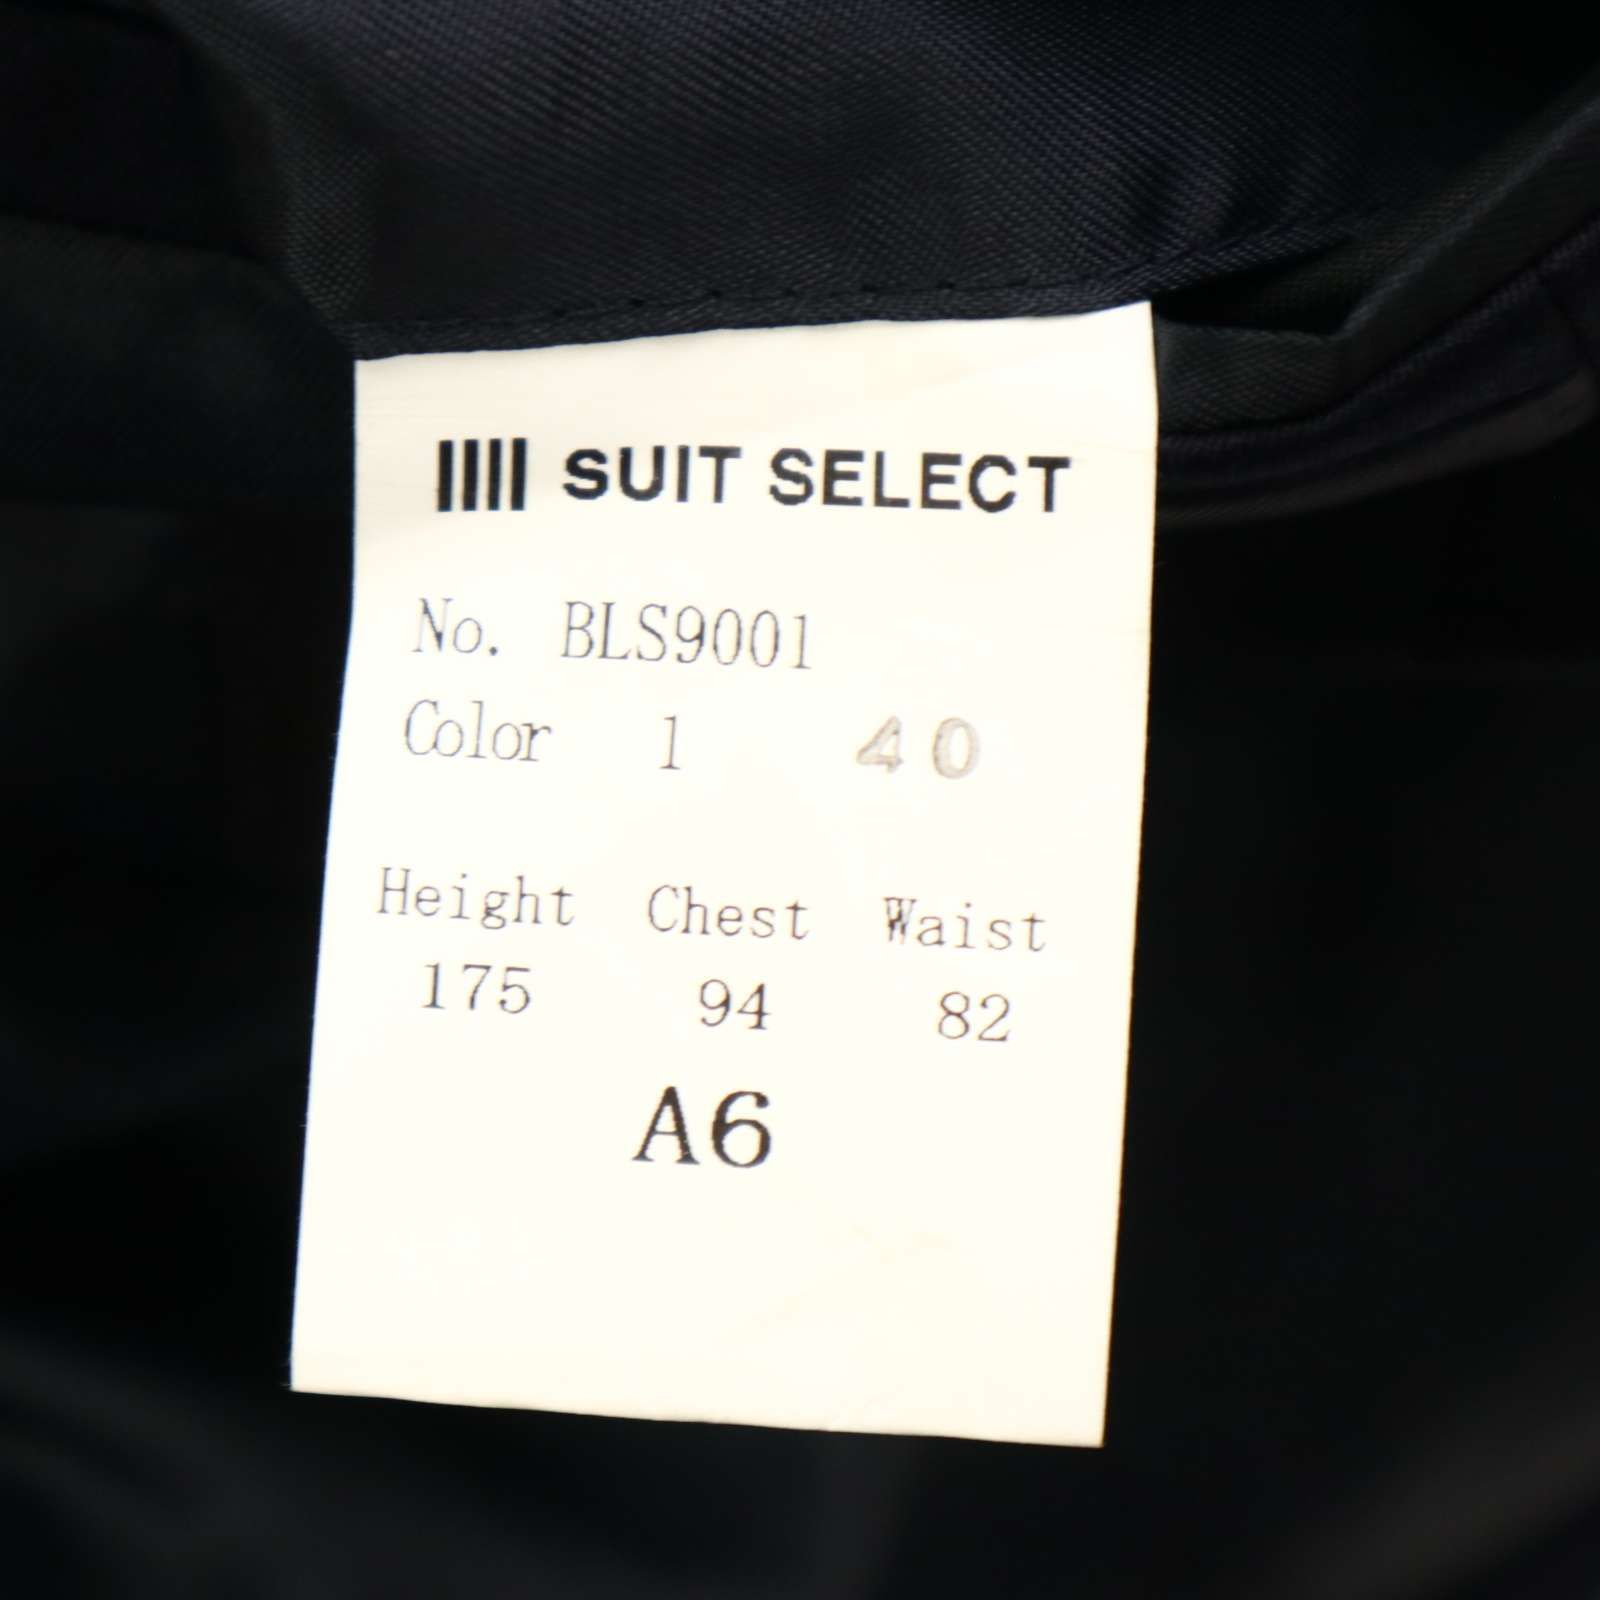 SUIT SELECT
No. BLS9001
Color 1 40
Height Chest Waist
175 94 82
A6